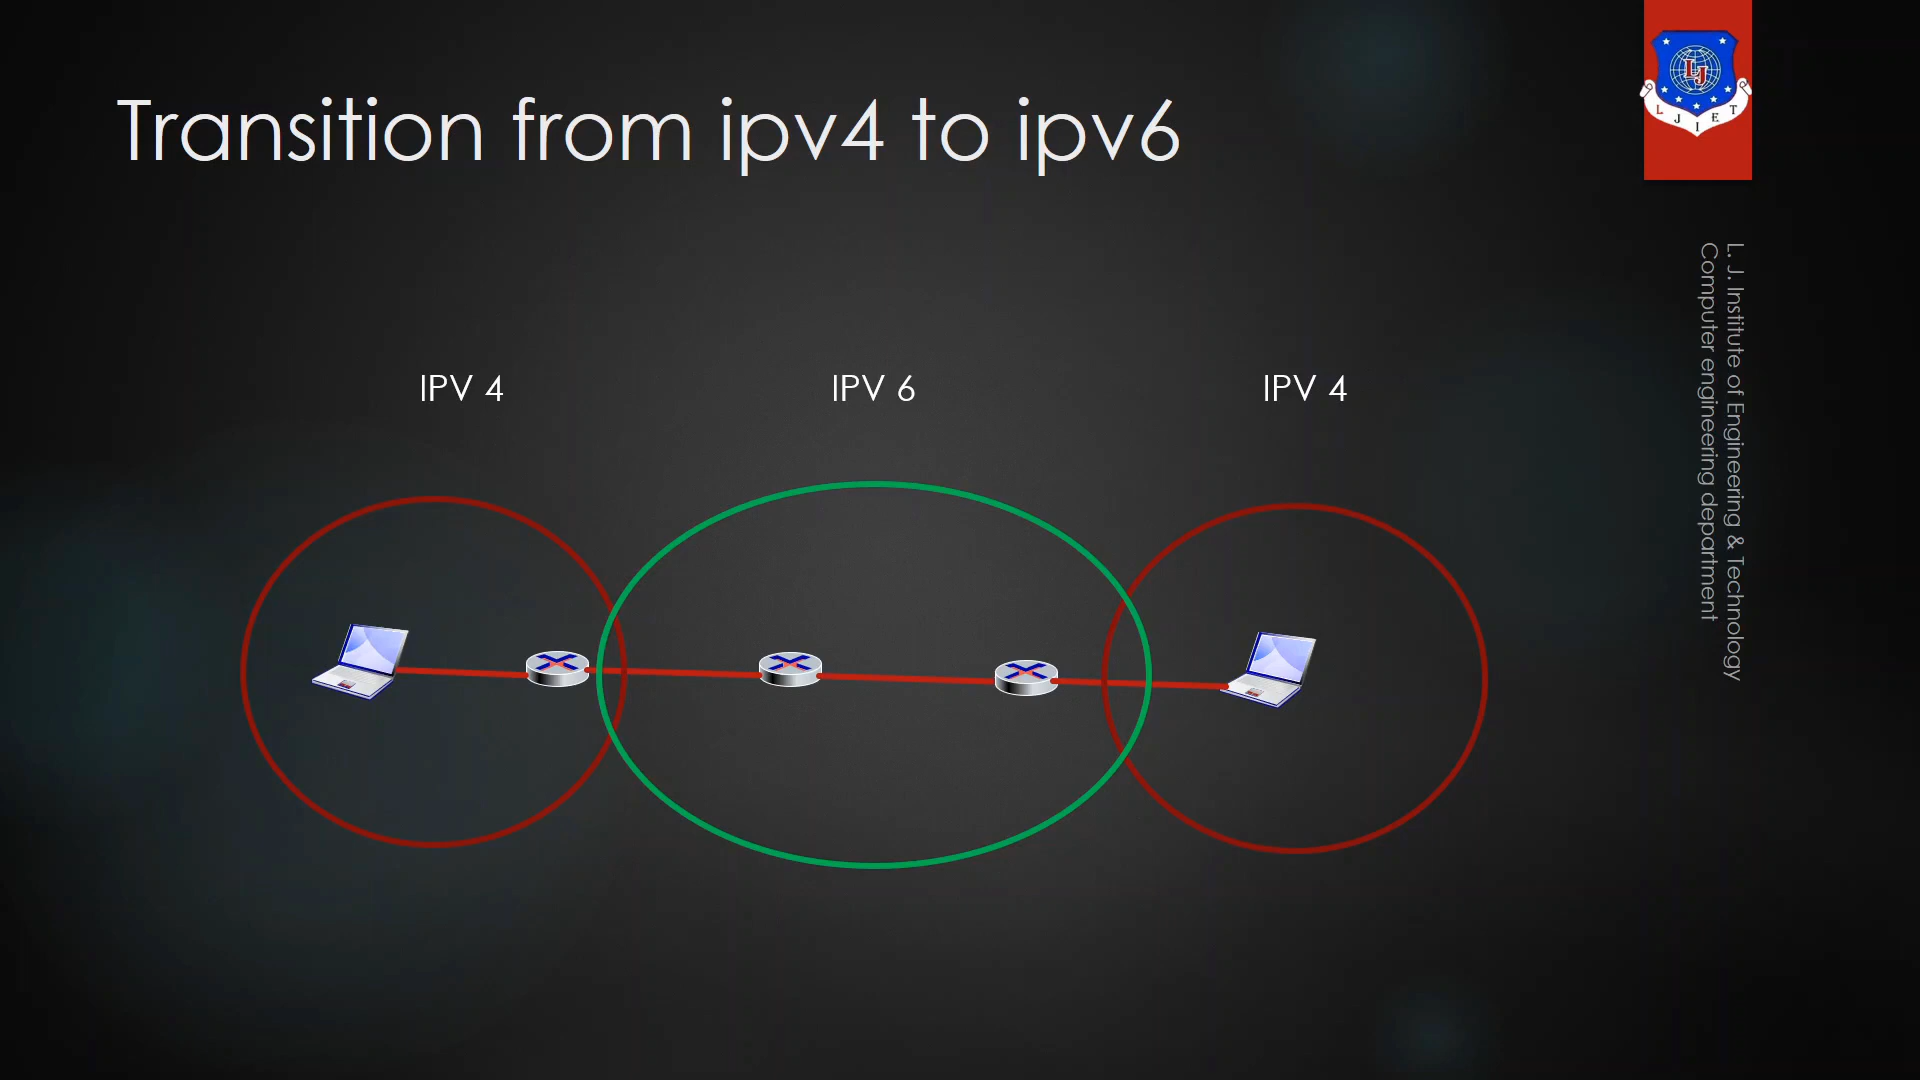 Transition from ipv4 to ipv6
L J I E T
L. J. Institute of Engineering & Technology
Computer engineering department
IPV 4
IPV 6
IPV 4